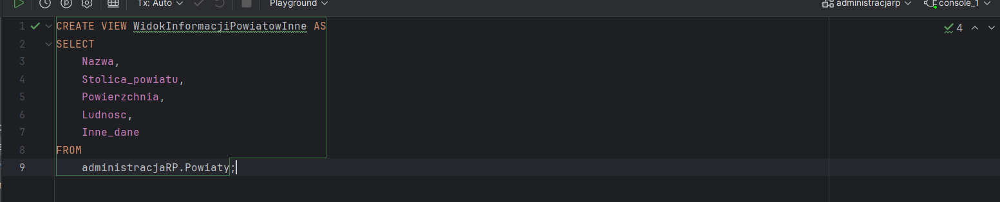 Tx: Auto Playground administracjarp console_1
1 CREATE VIEW WidokInformacjiPowiatowInne AS 4
2 SELECT
3 Nazwa,
4 Stolica_powiatu,
5 Powierzchnia,
6 Ludnosc,
7 Inne_dane
8 FROM
9 administracjaRP.Powiaty;